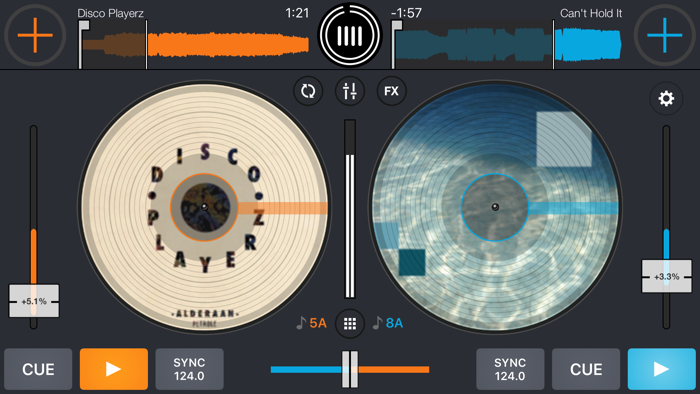 Disco Playerz
1:21
-1:57
Can't Hold It
FX
DISCO
PLAYERZ
-ALDERAAN-
PETROLE
+5.1%
+3.3%
5A
8A
CUE
SYNC
124.0
SYNC
124.0
CUE